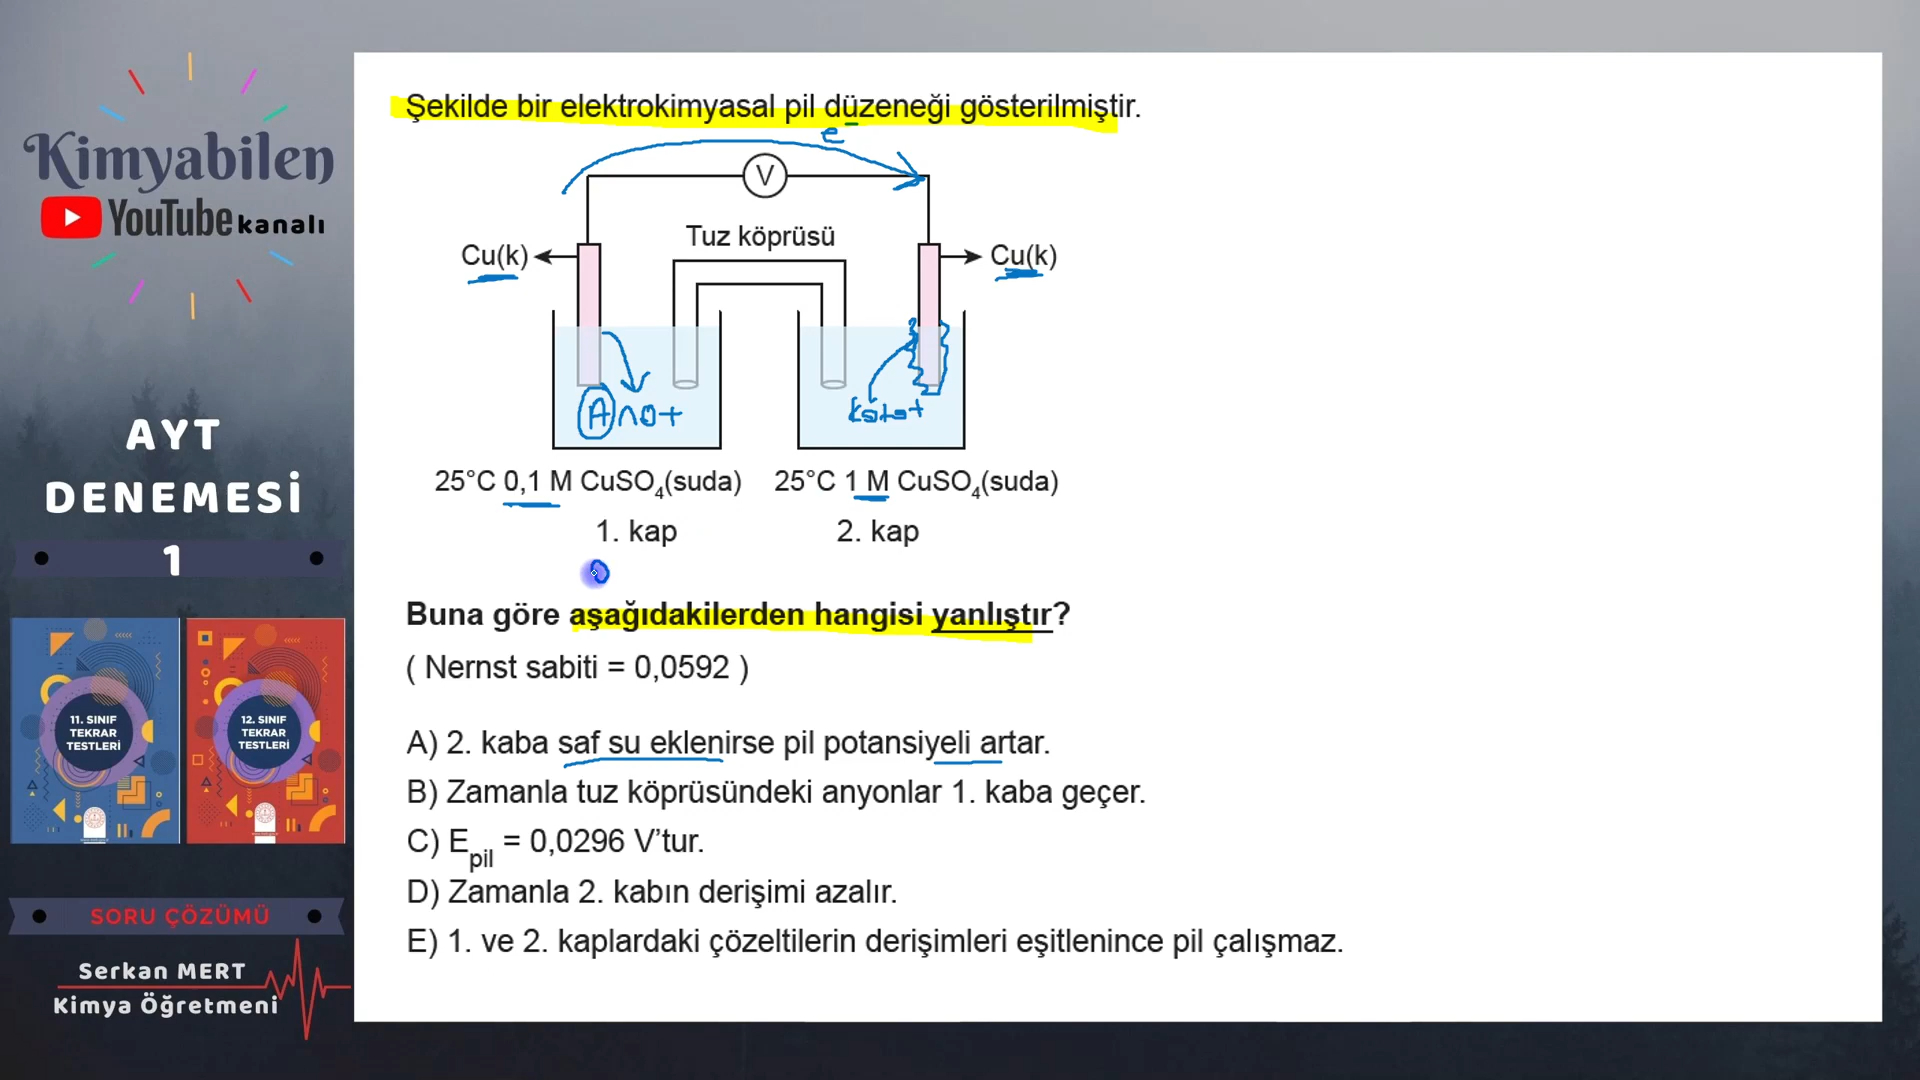 Kimyabilen
YouTube kanalı
AYT
DENEMESİ
1
11. SINIF
TEKRAR
TESTLERİ
12. SINIF
TEKRAR
TESTLERİ
SORU ÇÖZÜMÜ
Serkan MERT
Kimya Öğretmeni
Şekilde bir elektrokimyasal pil düzeneği gösterilmiştir.
e
V
Tuz köprüsü
Cu(k)
Cu(k)
Anot
Katot
25°C 0,1 M CuSO₄(suda)
25°C 1 M CuSO₄(suda)
1. kap
2. kap
Buna göre aşağıdakilerden hangisi yanlıştır?
( Nernst sabiti = 0,0592 )
A) 2. kaba saf su eklenirse pil potansiyeli artar.
B) Zamanla tuz köprüsündeki anyonlar 1. kaba geçer.
C) Epil = 0,0296 V’tur.
D) Zamanla 2. kabın derişimi azalır.
E) 1. ve 2. kaplardaki çözeltilerin derişimleri eşitlenince pil çalışmaz.